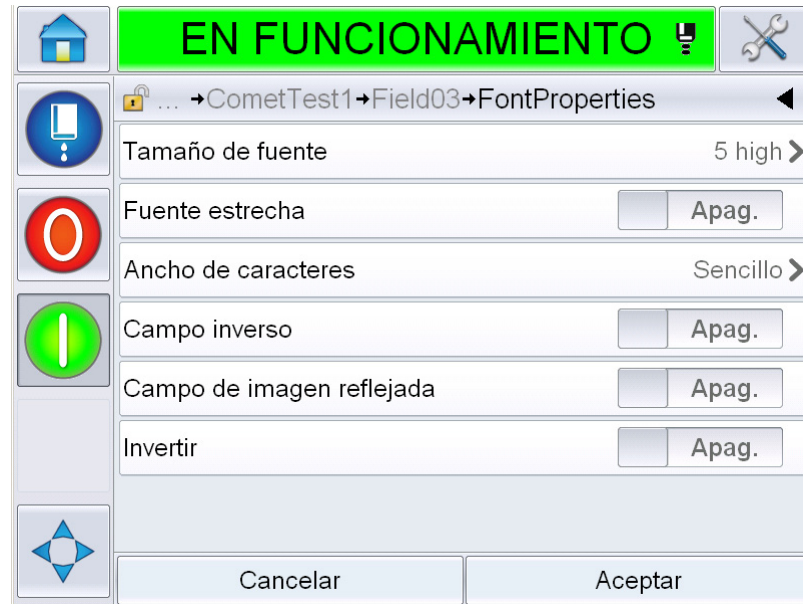 EN FUNCIONAMIENTO
... →CometTest1→Field03→FontProperties
Tamaño de fuente 5 high
Fuente estrecha Apag.
Ancho de caracteres Sencillo
Campo inverso Apag.
Campo de imagen reflejada Apag.
Invertir Apag.
Cancelar Aceptar